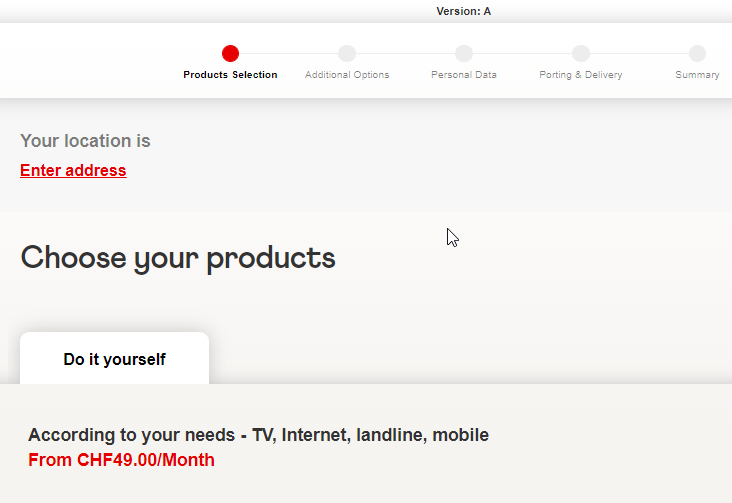 Version: A
Products Selection Additional Options Personal Data Porting & Delivery Summary
Your location is
Enter address
Choose your products
Do it yourself
According to your needs - TV, Internet, landline, mobile
From CHF49.00/Month